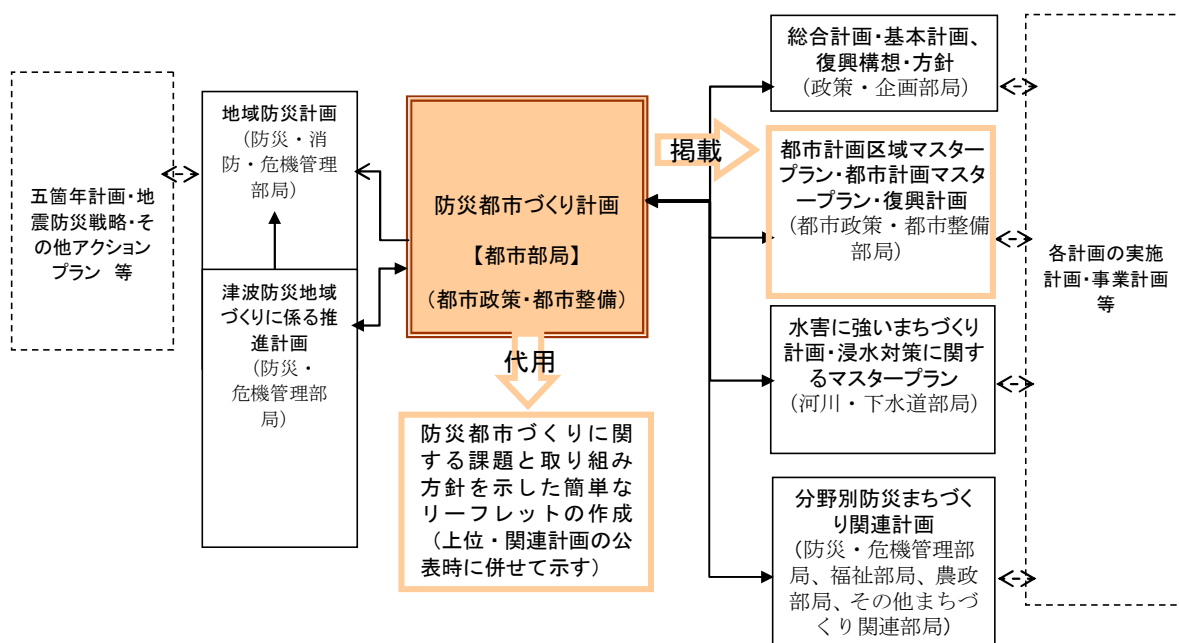 五箇年計画・地
震防災戦略・そ
の他アクション
プラン 等
地域防災計画
（防災・消
防・危機管理
部局）
津波防災地域
づくりに係る推
進計画
（防災・
危機管理部
局）
防災都市づくり計画
【都市部局】
（都市政策・都市整備）
掲載
代用
防災都市づくりに関
する課題と取り組み
方針を示した簡単な
リーフレットの作成
（上位・関連計画の公
表時に併せて示す）
総合計画・基本計画、
復興構想・方針
（政策・企画部局）
都市計画区域マスター
プラン・都市計画マスタ
ープラン・復興計画
（都市政策・都市整備
部局）
水害に強いまちづくり
計画・浸水対策に関す
るマスタープラン
（河川・下水道部局）
分野別防災まちづく
り関連計画
（防災・危機管理部
局、福祉部局、農政
部局、その他まちづ
くり関連部局）
各計画の実施
計画・事業計画
等